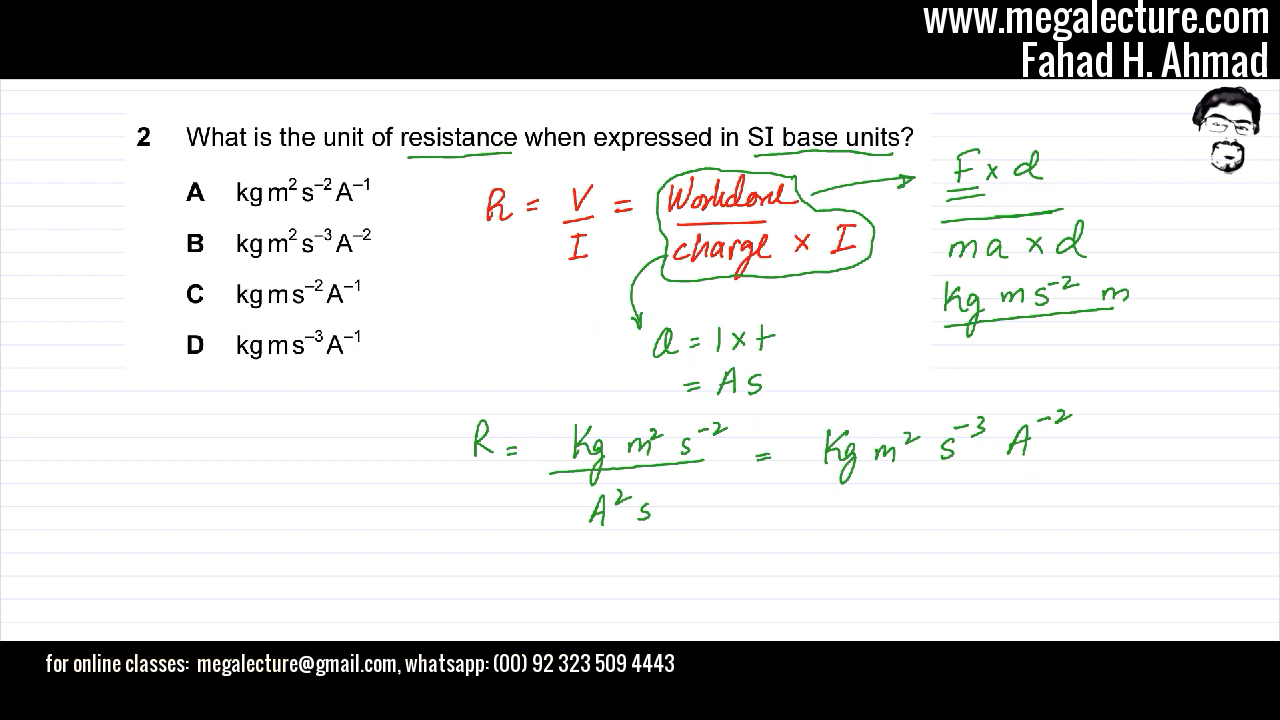 www.megalecture.com
Fahad H. Ahmad
2 What is the unit of resistance when expressed in SI base units?
A kg m² s⁻² A⁻¹
B kg m² s⁻³ A⁻²
C kg m s⁻² A⁻¹
D kg m s⁻³ A⁻¹
R = V / I = Workdone / charge × I
F × d
ma × d
Kg m s⁻² m
Q = I × t
= A s
R = Kg m² s⁻² / A² s = Kg m² s⁻³ A⁻²
for online classes: megalecture@gmail.com, whatsapp: (00) 92 323 509 4443